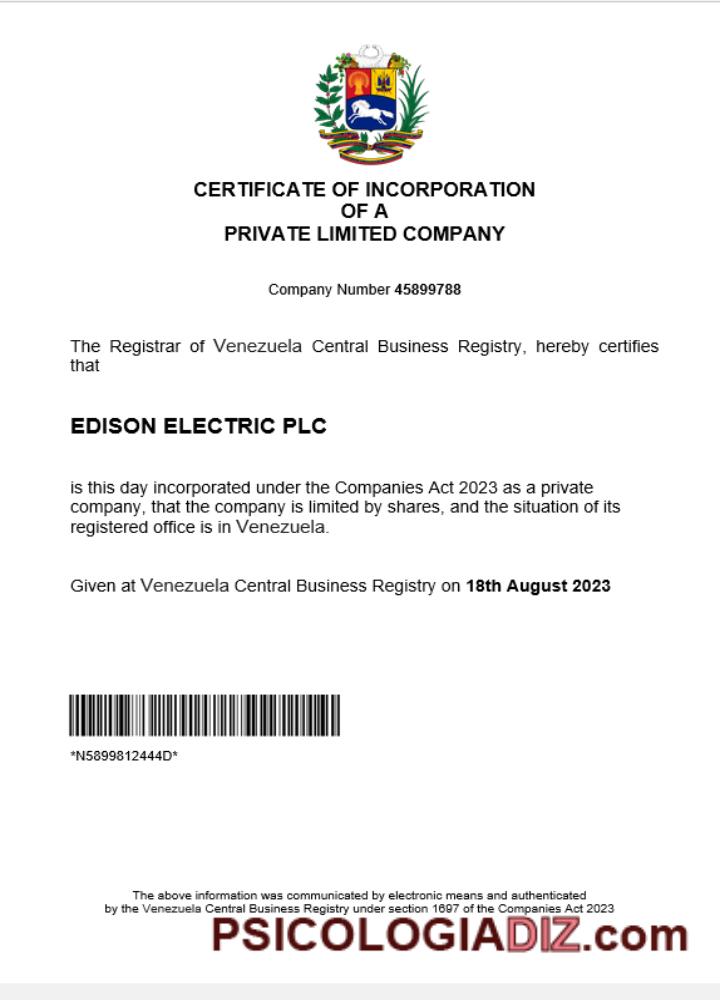 CERTIFICATE OF INCORPORATION
OF A
PRIVATE LIMITED COMPANY
Company Number 45899788
The Registrar of Venezuela Central Business Registry, hereby certifies
that
EDISON ELECTRIC PLC
is this day incorporated under the Companies Act 2023 as a private
company, that the company is limited by shares, and the situation of its
registered office is in Venezuela.
Given at Venezuela Central Business Registry on 18th August 2023
*N5899812444D*
The above information was communicated by electronic means and authenticated
by the Venezuela Central Business Registry under section 1697 of the Companies Act 2023
PSICOLOGIADIZ.com